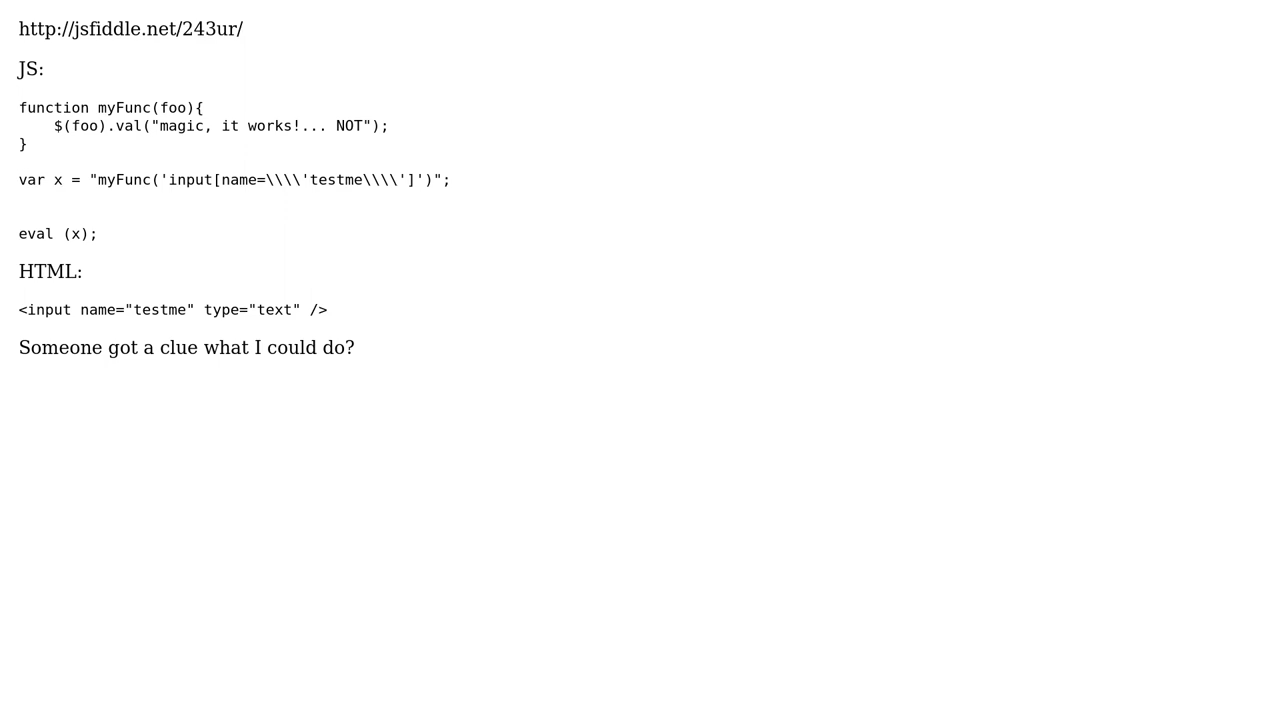 http://jsfiddle.net/243ur/
JS:
function myFunc(foo){
    $(foo).val("magic, it works!... NOT");
}
var x = "myFunc('input[name=\\\\'testme\\\\']')";
eval (x);
HTML:
<input name="testme" type="text" />
Someone got a clue what I could do?